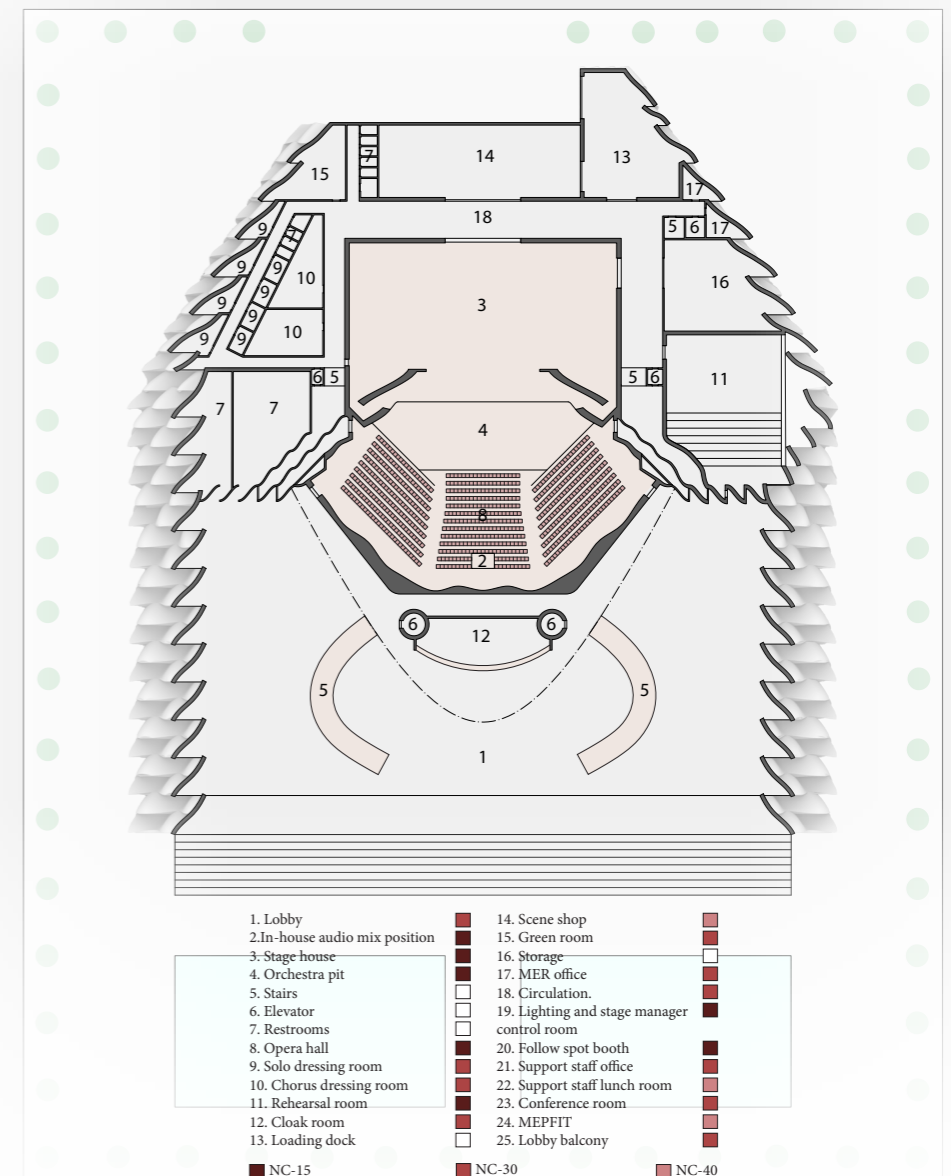 7
14
13
15
17
18
9
5
6
17
9
9
10
16
9
9
3
9
10
9
9
6
5
5
6
11
7
7
4
8
2
6
6
12
5
5
1
1. Lobby
2.In-house audio mix position
3. Stage house
4. Orchestra pit
5. Stairs
6. Elevator
7. Restrooms
8. Opera hall
9. Solo dressing room
10. Chorus dressing room
11. Rehearsal room
12. Cloak room
13. Loading dock
14. Scene shop
15. Green room
16. Storage
17. MER office
18. Circulation.
19. Lighting and stage manager
control room
20. Follow spot booth
21. Support staff office
22. Support staff lunch room
23. Conference room
24. MEPFIT
25. Lobby balcony
NC-15
NC-30
NC-40